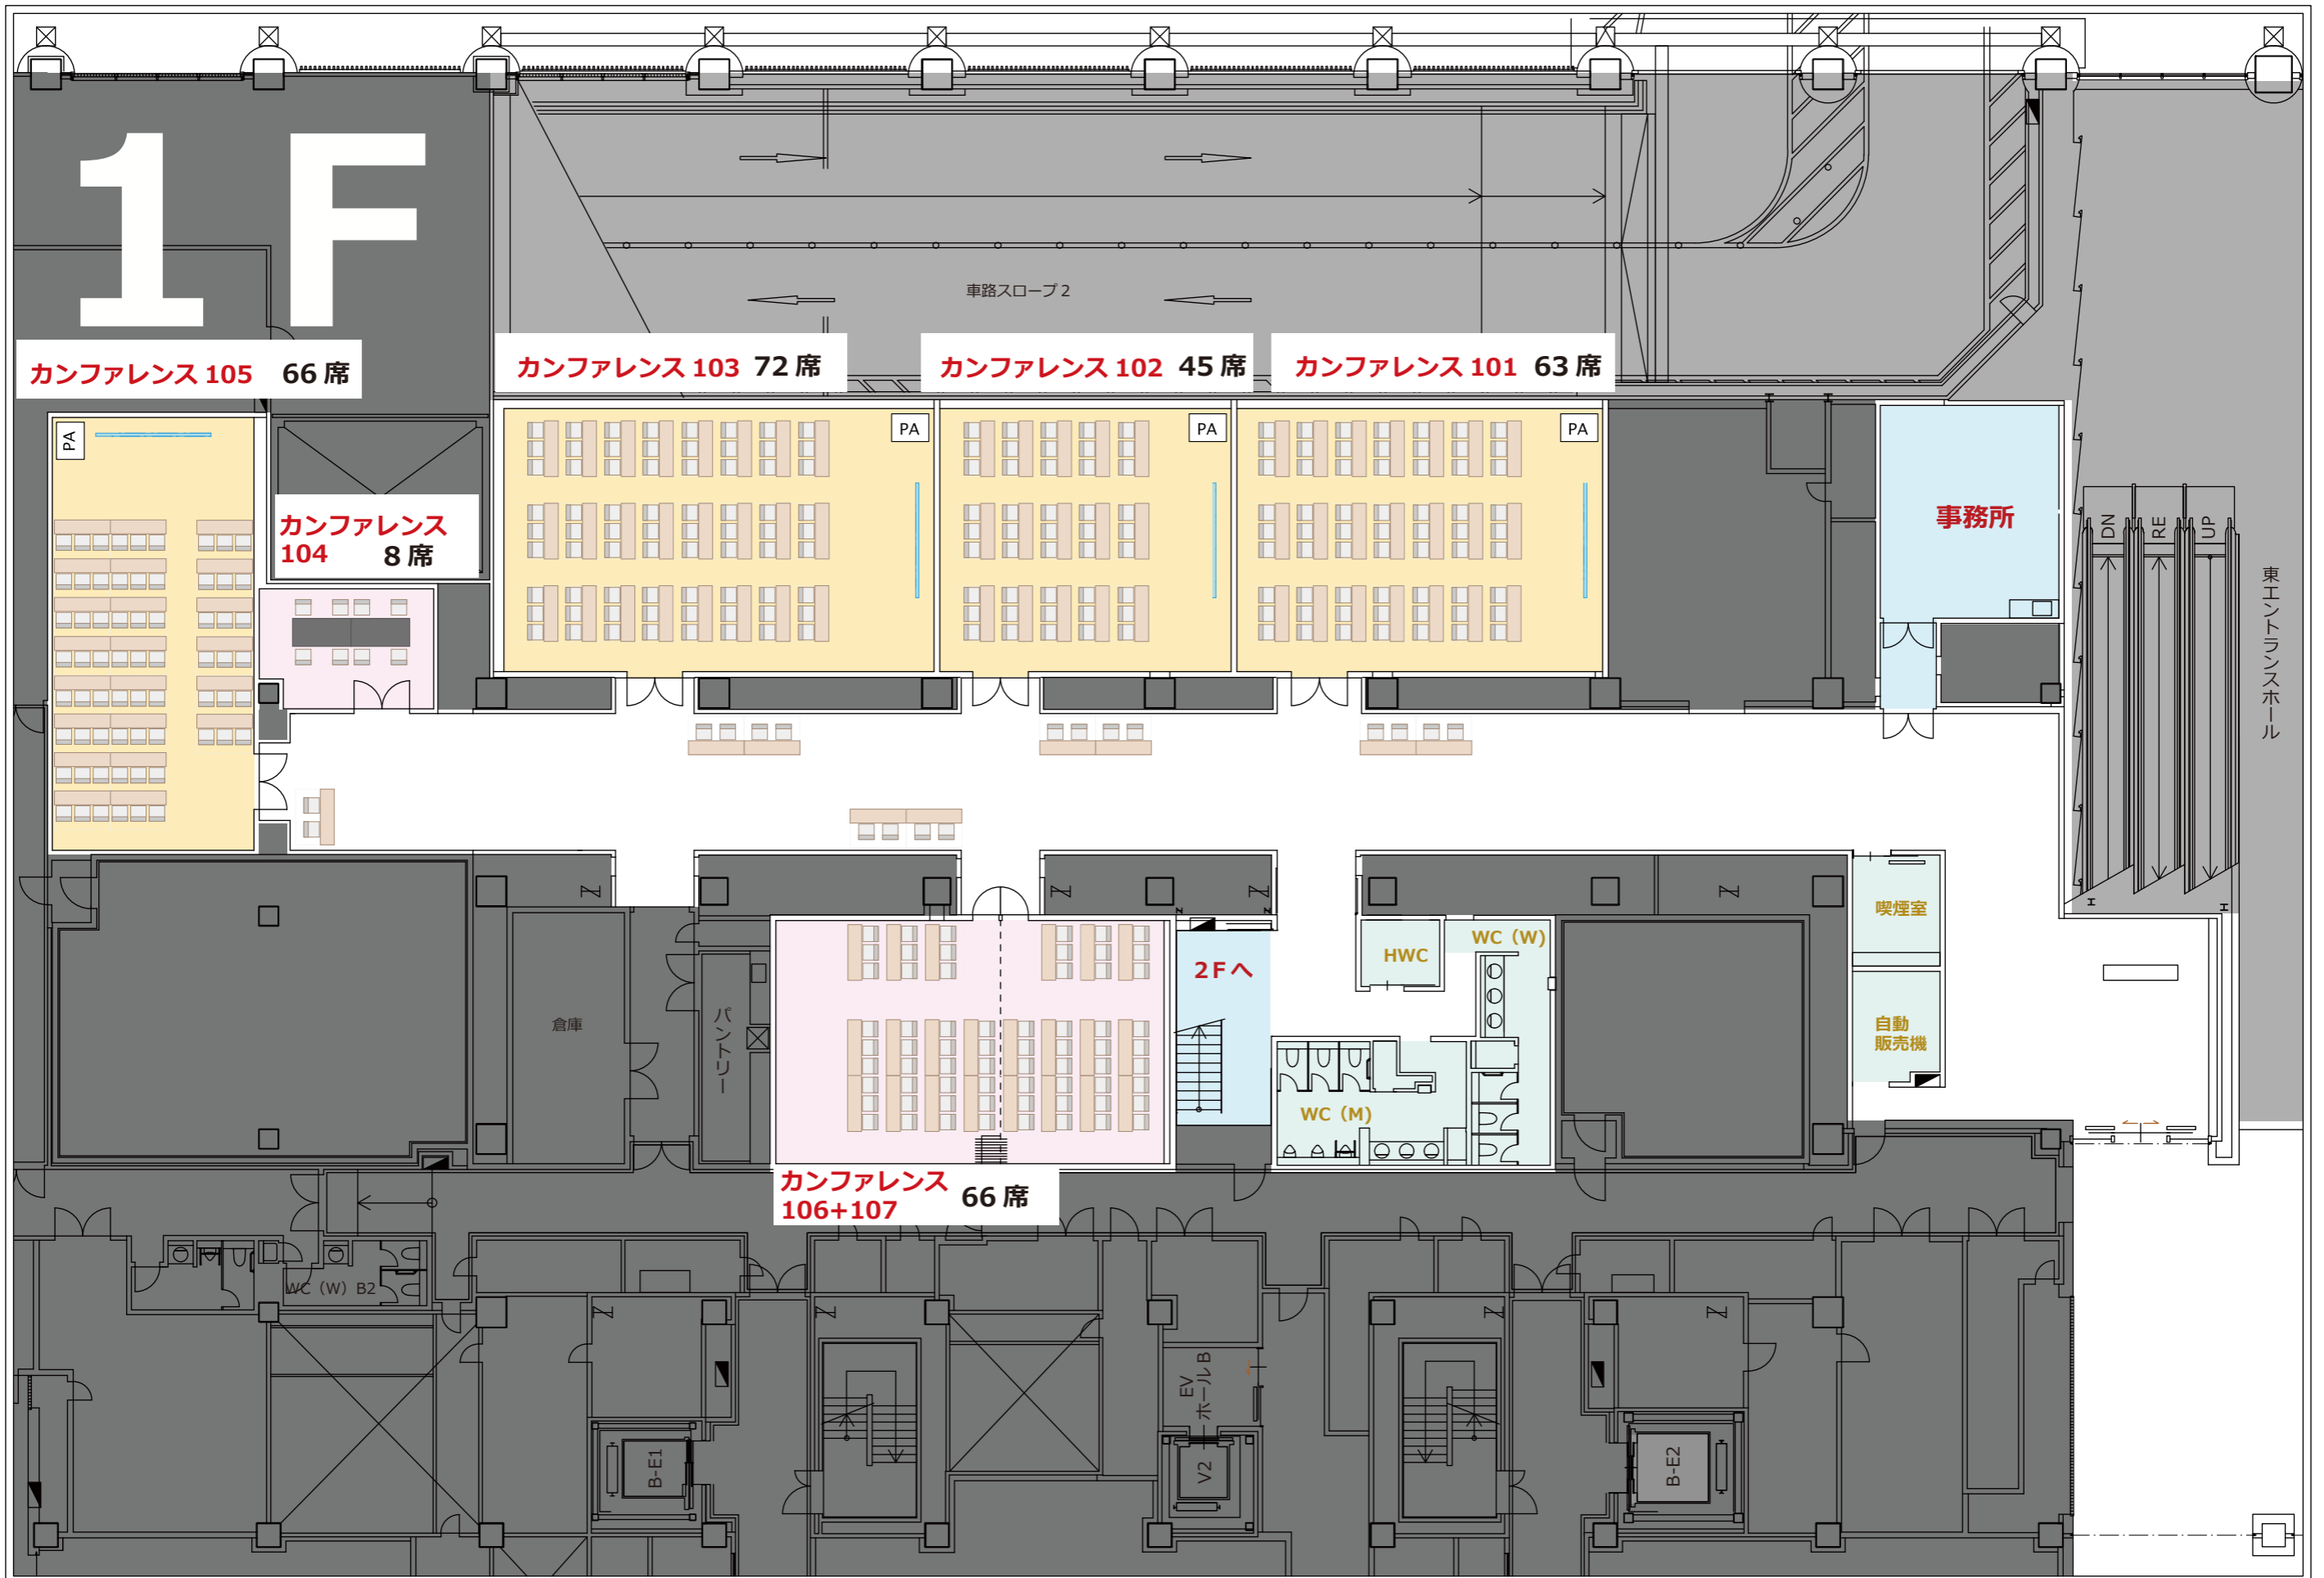 1F
車路スロープ2
カンファレンス 105 66 席
カンファレンス 103 72 席
カンファレンス 102 45 席
カンファレンス 101 63 席
PA
PA
PA
PA
カンファレンス
104 8 席
事務所
DN
RE
UP
東エントランスホール
喫煙室
自動
販売機
HWC
WC（W）
2Fへ
WC（M）
倉庫
パントリー
カンファレンス
106+107 66 席
WC（W）B2
EV
ホールB
B-E1
V2
B-E2